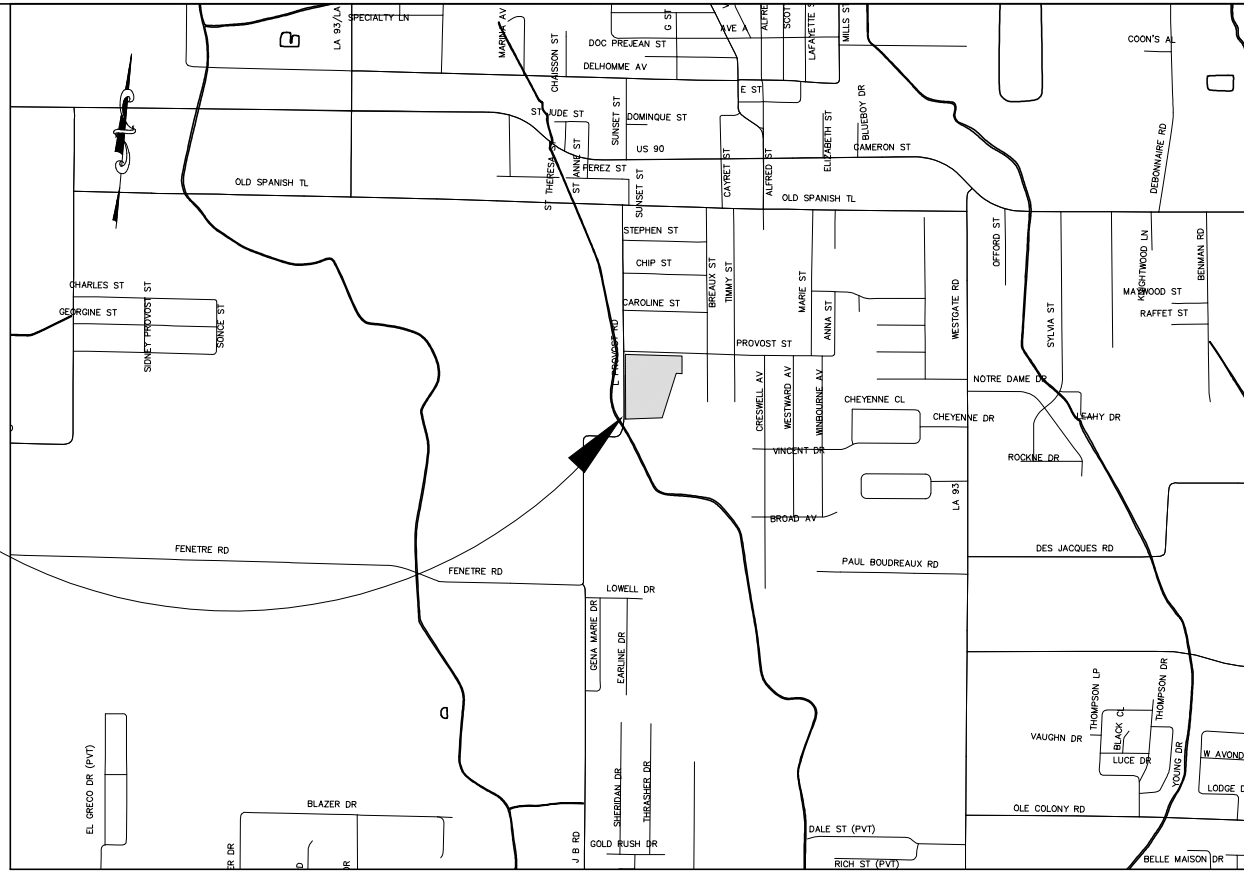 SPECIALTY LN
LA 93/LA
MARINA AV
G ST
AVE A
SCOT
LAFAYETTE S
MILLS ST
COON'S AL
DOC PREJEAN ST
CHAISSON ST
DELHOMME AV
E ST
ST JUDE ST
SUNSET ST
DOMINQUE ST
BLUEBOY DR
ELIZABETH ST
US 90
CAMERON ST
DEBONNAIRE RD
ST THERESA S
ST ANNE ST
PEREZ ST
CAYRET ST
ALFRED ST
OLD SPANISH TL
SUNSET ST
OLD SPANISH TL
STEPHEN ST
OFFORD ST
KNIGHTWOOD LN
BENMAN RD
CHIP ST
BREAUX ST
TIMMY ST
MARIE ST
CHARLES ST
SIDNEY PROVOST ST
SONCE ST
MAYWOOD ST
CAROLINE ST
ANNA ST
WESTGATE RD
SYLVIA ST
GEORGINE ST
RAFFET ST
L PROVOST RD
PROVOST ST
CRESWELL AV
WESTWARD AV
WINBOURNE AV
NOTRE DAME DR
CHEYENNE CL
CHEYENNE DR
LEAHY DR
VINCENT DR
ROCKNE DR
LA 93
BROAD AV
FENETRE RD
DES JACQUES RD
PAUL BOUDREAUX RD
FENETRE RD
LOWELL DR
GENA MARIE DR
EARLINE DR
THOMPSON LP
THOMPSON DR
BLACK CL
VAUGHN DR
LUCE DR
YOUNG DR
W AVOND
EL GRECO DR (PVT)
SHERIDAN DR
THRASHER DR
LODGE D
BLAZER DR
OLE COLONY RD
DALE ST (PVT)
J B RD
GOLD RUSH DR
ER DR
D
DR
RICH ST (PVT)
BELLE MAISON DR